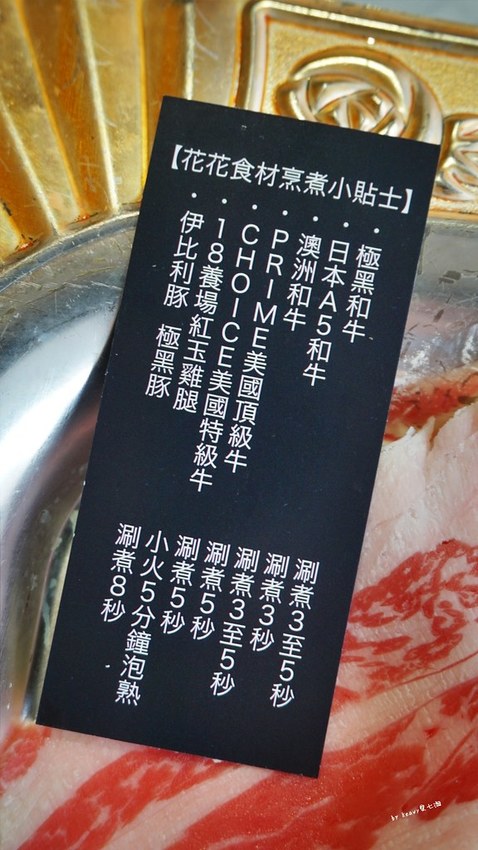 【花花食材烹煮小貼士】
・極黑和牛 涮煮3至5秒
・日本A5和牛 涮煮3秒
・澳洲和牛 涮煮3至5秒
・PRIME美國頂級牛 涮煮5秒
・CHOICE美國特級牛 涮煮5秒
・18養場紅玉雞腿 小火5分鐘泡熟
・伊比利豚 極黑豚 涮煮8秒
by